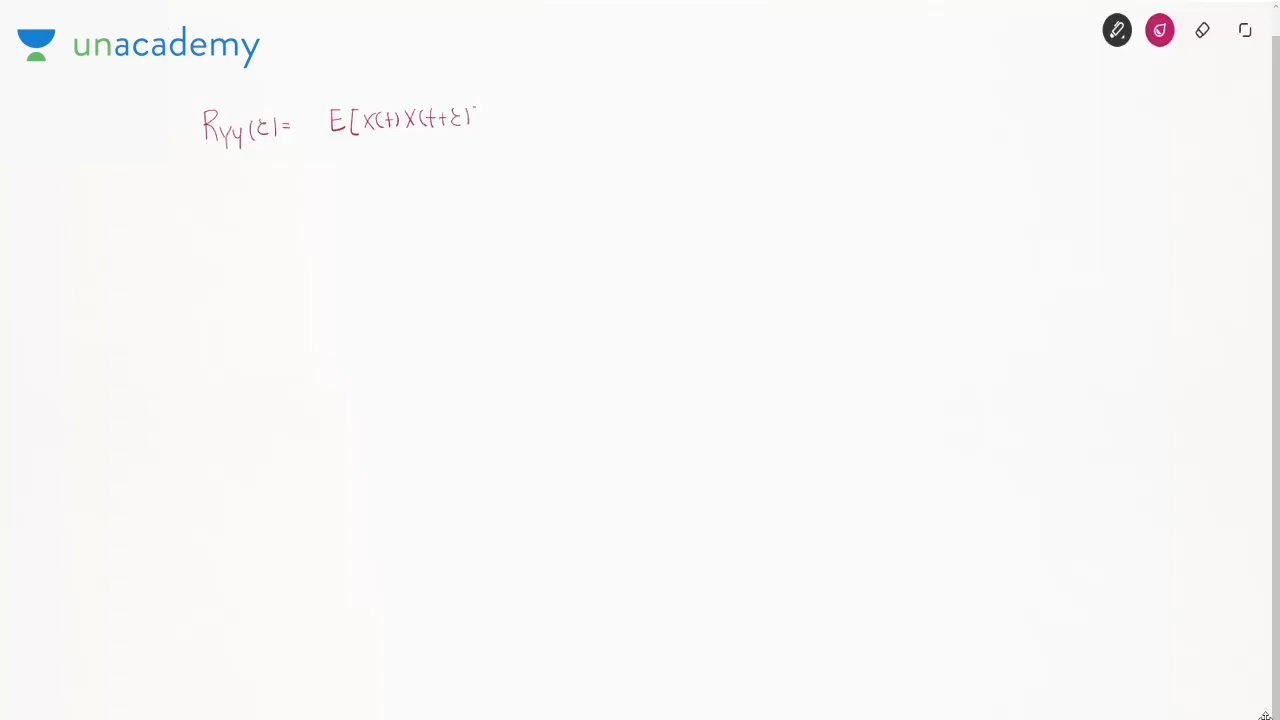 unacademy
Ryy(τ) = E[X(t)X(t+τ)